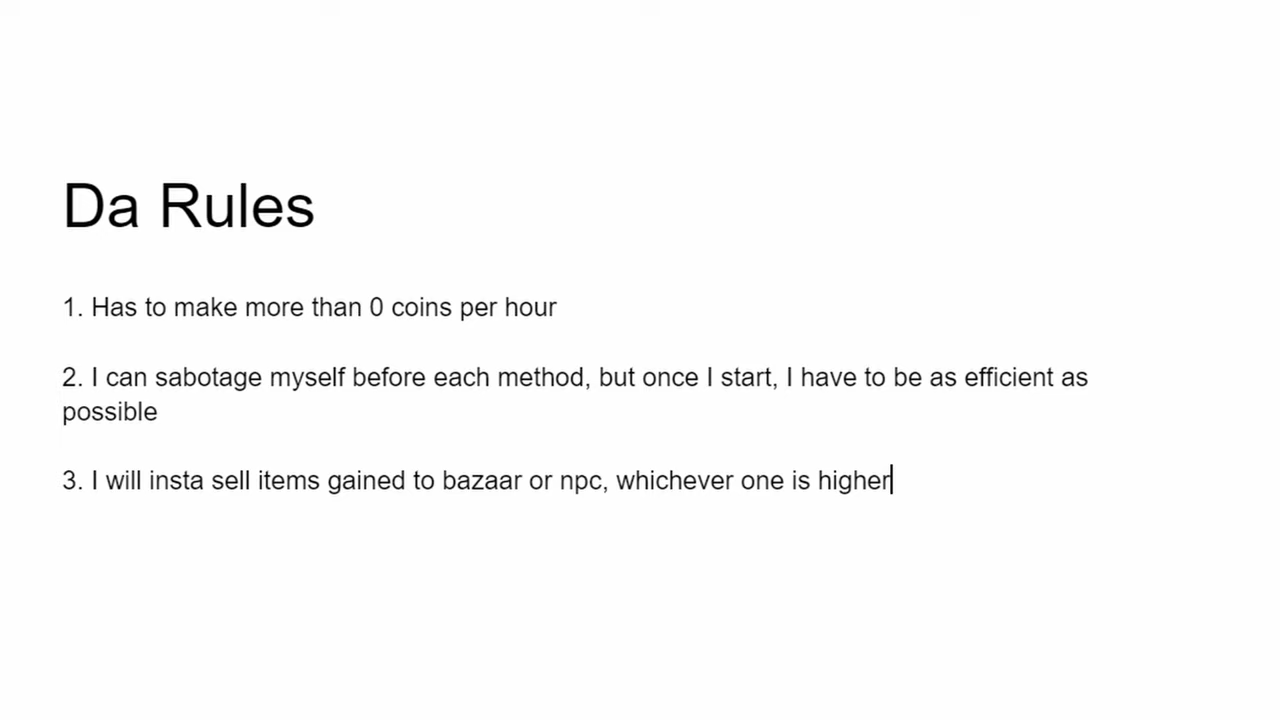 Da Rules
1. Has to make more than 0 coins per hour
2. I can sabotage myself before each method, but once I start, I have to be as efficient as
possible
3. I will insta sell items gained to bazaar or npc, whichever one is higher